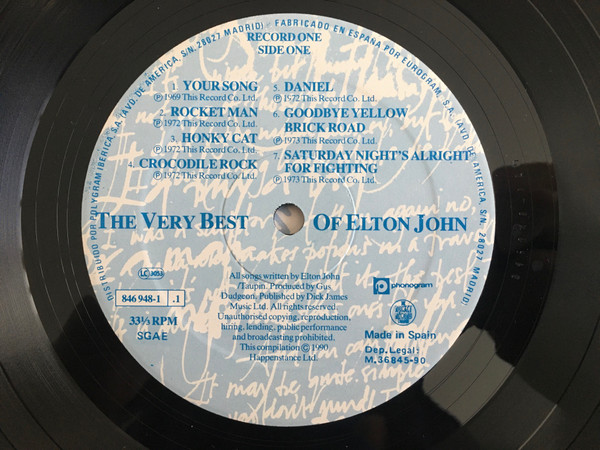 DISTRIBUIDO POR POLYGRAM IBERICA, S.A. (AVD. DE AMERICA, S/N. 28027 MADRID) - FABRICADO EN ESPAÑA POR EUROGRAM, S.A. (AVD. DE AMERICA, S/N. 28027 MADRID)
RECORD ONE
SIDE ONE
1. YOUR SONG
Ⓟ 1969 This Record Co. Ltd.
2. ROCKET MAN
Ⓟ 1972 This Record Co. Ltd.
3. HONKY CAT
Ⓟ 1972 This Record Co. Ltd.
4. CROCODILE ROCK
Ⓟ 1972 This Record Co. Ltd.
5. DANIEL
Ⓟ 1972 This Record Co. Ltd.
6. GOODBYE YELLOW
BRICK ROAD
Ⓟ 1973 This Record Co. Ltd.
7. SATURDAY NIGHT'S ALRIGHT
FOR FIGHTING
Ⓟ 1973 This Record Co. Ltd.
THE VERY BEST OF ELTON JOHN
LC 3053
846 948-1 .1
33⅓ RPM
SGAE
All songs written by Elton John
/Taupin. Produced by Gus
Dudgeon. Published by Dick James
Music Ltd. All rights reserved.
Unauthorised copying, reproduction,
hiring, lending, public performance
and broadcasting prohibited.
This compilation Ⓟ 1990
Happenstance Ltd.
phonogram
THE
ROCKET
RECORD
Made in Spain
Dep. Legal:
M. 36845-90